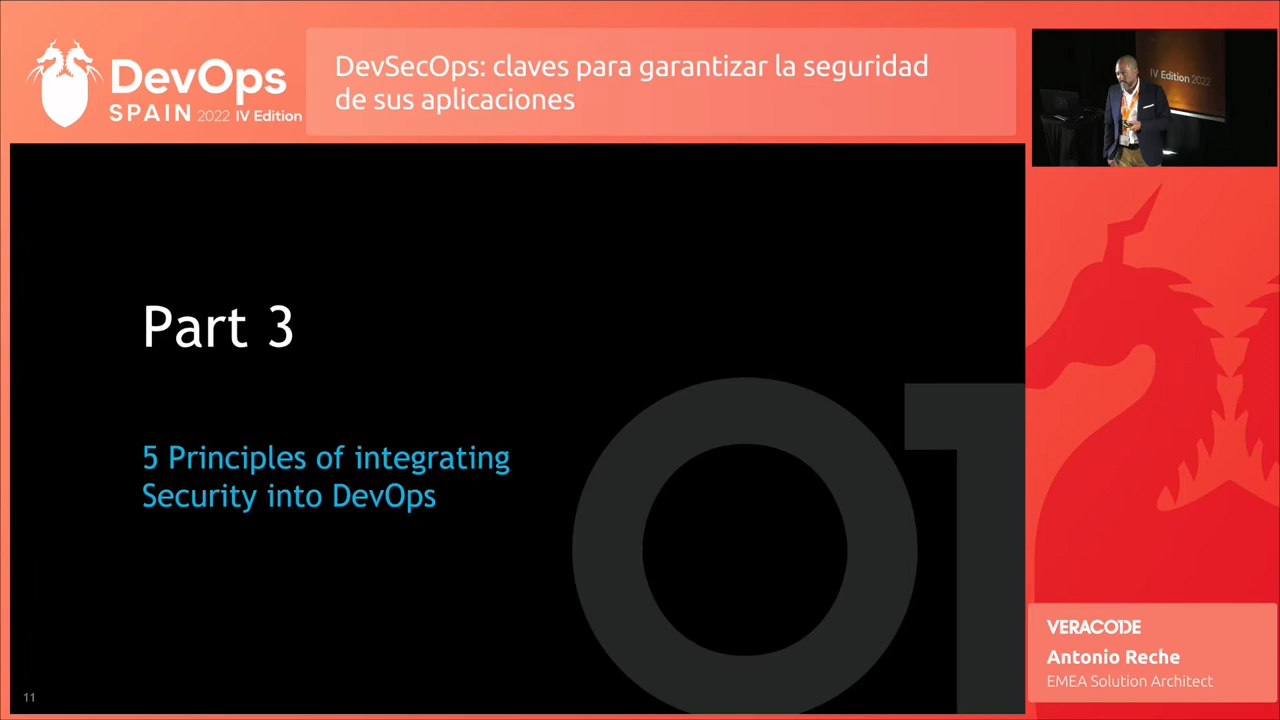 DevOps
SPAIN 2022 IV Edition
DevSecOps: claves para garantizar la seguridad
de sus aplicaciones
IV Edition 2022
Part 3
5 Principles of integrating
Security into DevOps
01
11
VERACODE
Antonio Reche
EMEA Solution Architect